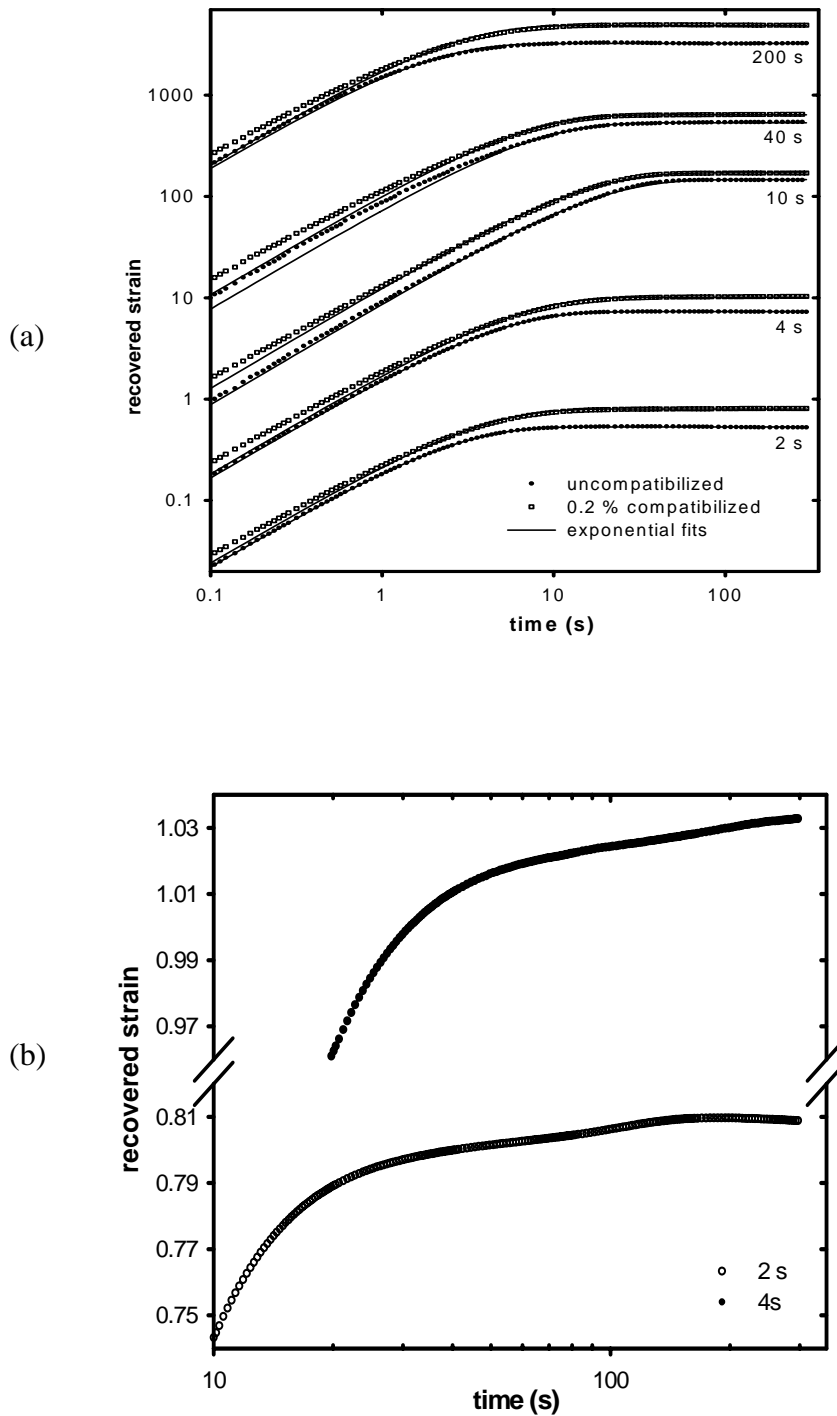 (a)
recovered strain
1000
100
10
1
0.1
200 s
40 s
10 s
4 s
2 s
uncompatibilized
0.2 % compatibilized
exponential fits
0.1
1
10
100
time (s)
(b)
recovered strain
1.03
1.01
0.99
0.97
0.81
0.79
0.77
0.75
2 s
4s
10
100
time (s)